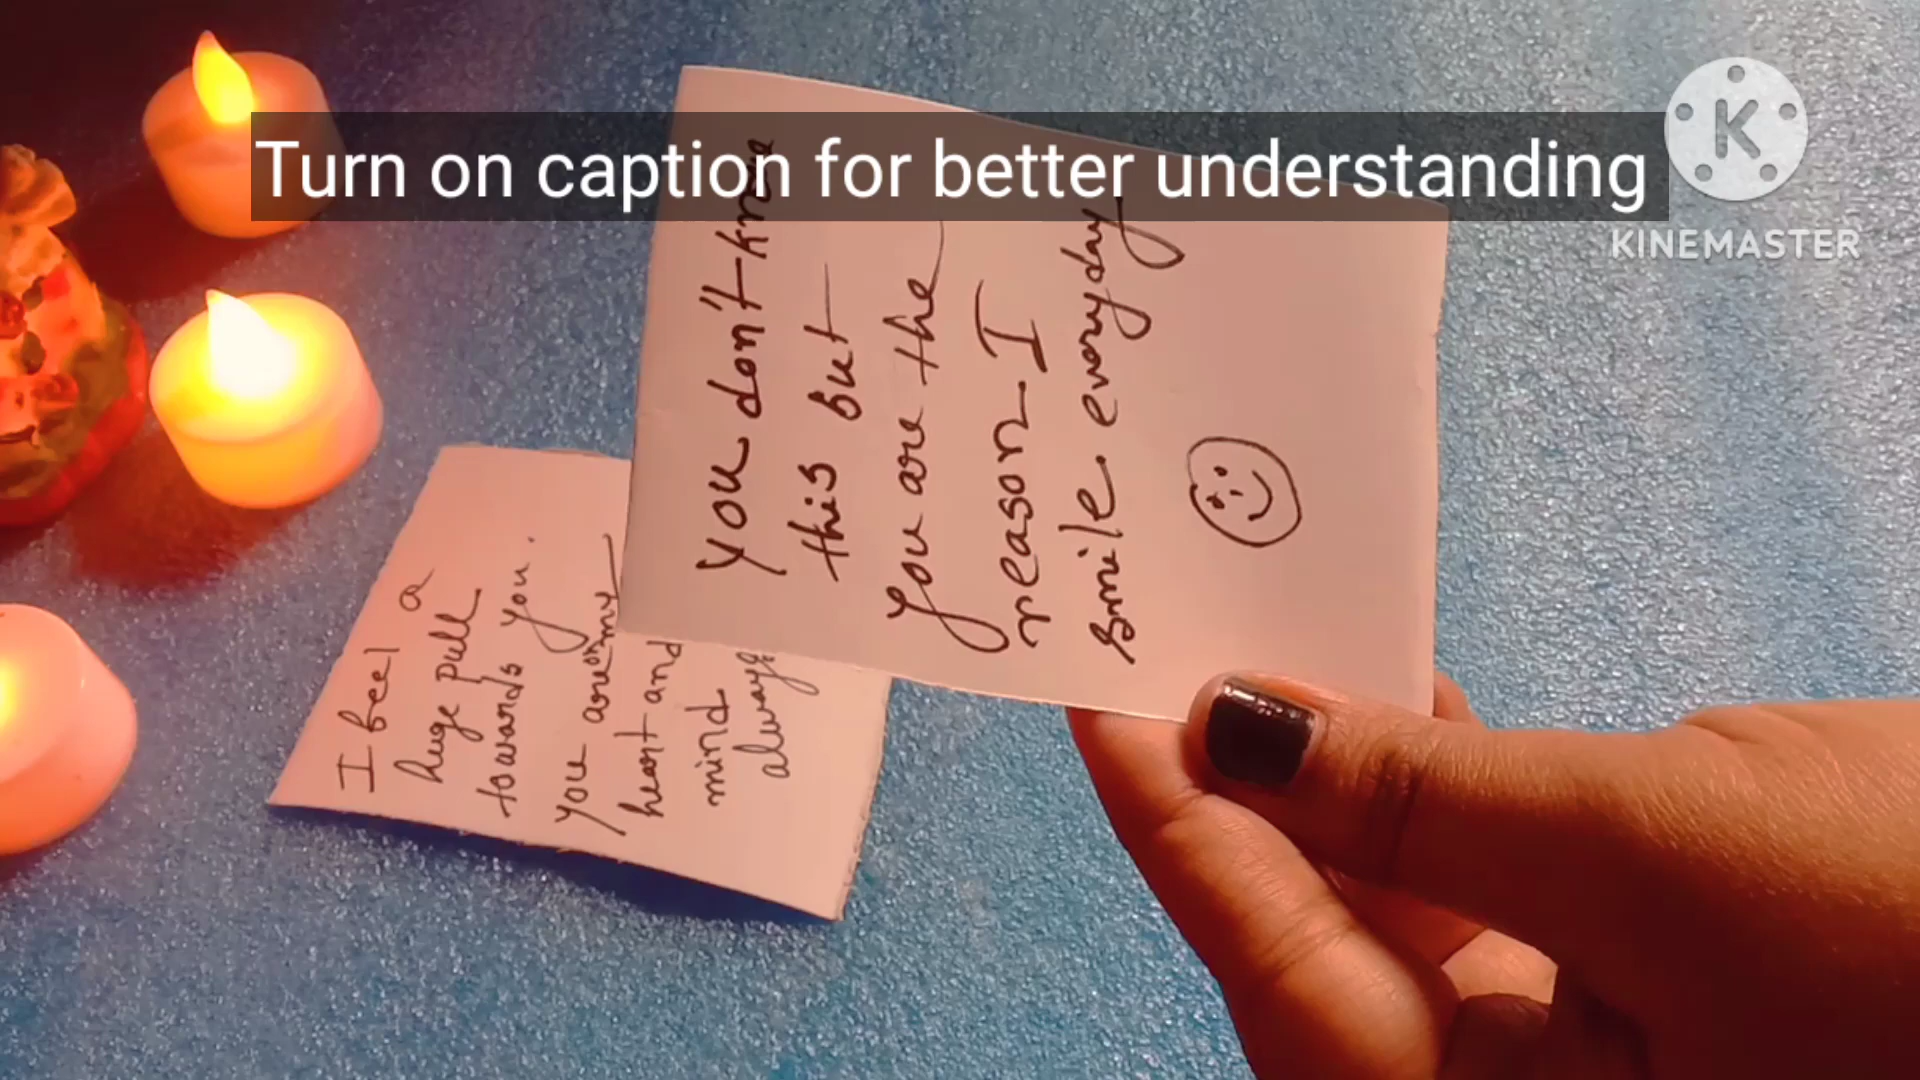 Turn on caption for better understanding
K
KINEMASTER
You don't know
this but
You are the
reason I
smile everyday
I feel a
huge pull
towards you.
You are on my
heart and
mind
always